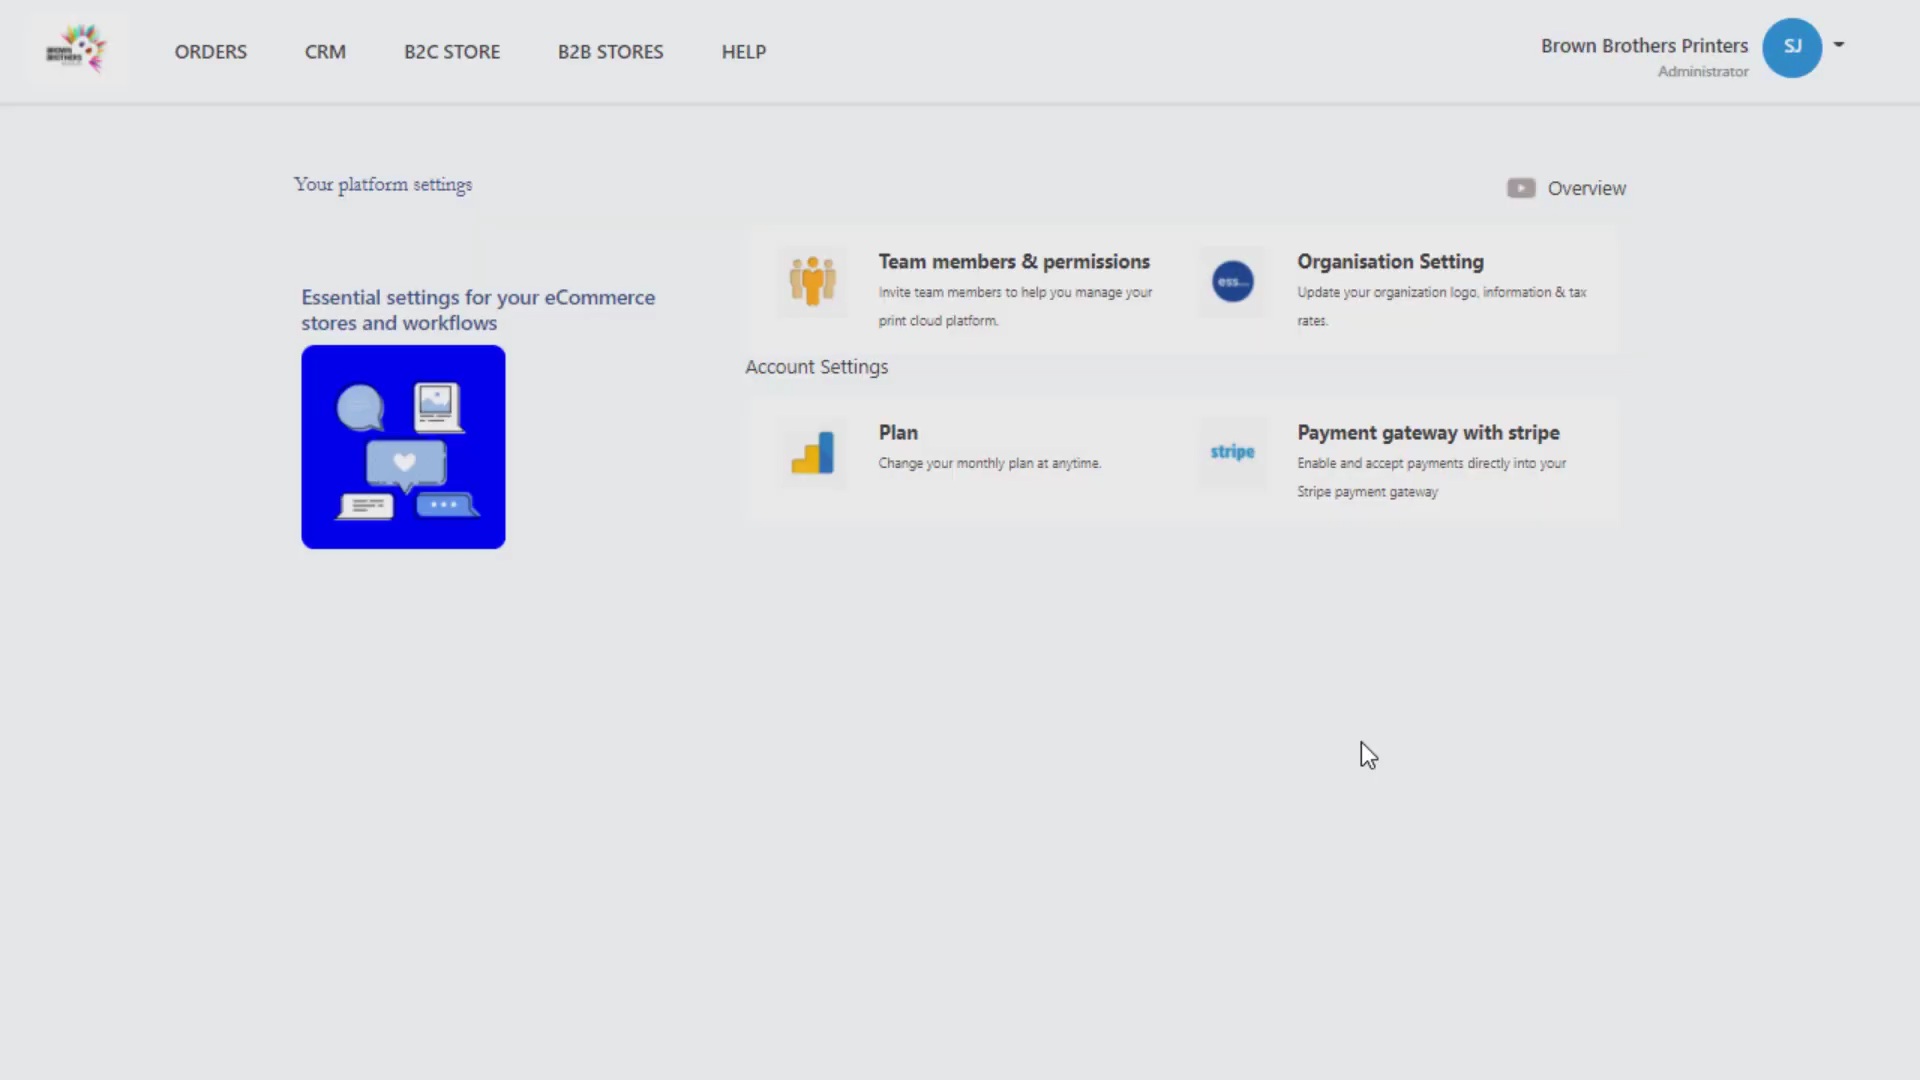 BROWN
BROTHERS
ORDERS
CRM
B2C STORE
B2B STORES
HELP
Brown Brothers Printers
Administrator
SJ
Your platform settings
Overview
Essential settings for your eCommerce
stores and workflows
Team members & permissions
Invite team members to help you manage your
print cloud platform.
ess...
Organisation Setting
Update your organization logo, information & tax
rates.
Account Settings
Plan
Change your monthly plan at anytime.
stripe
Payment gateway with stripe
Enable and accept payments directly into your
Stripe payment gateway